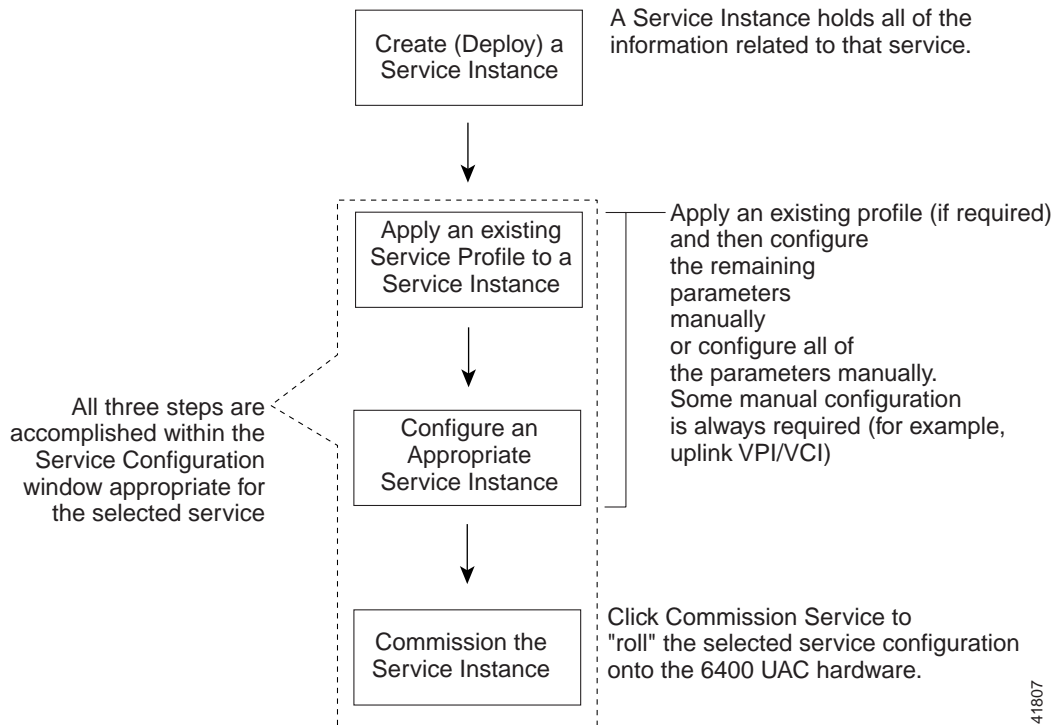 Create (Deploy) a
Service Instance
A Service Instance holds all of the
information related to that service.
Apply an existing
Service Profile to a
Service Instance
Apply an existing profile (if required)
and then configure
the remaining
parameters
manually
or configure all of
the parameters manually.
Some manual configuration
is always required (for example,
uplink VPI/VCI)
All three steps are
accomplished within the
Service Configuration
window appropriate for
the selected service
Configure an
Appropriate
Service Instance
Commission the
Service Instance
Click Commission Service to
"roll" the selected service configuration
onto the 6400 UAC hardware.
41807